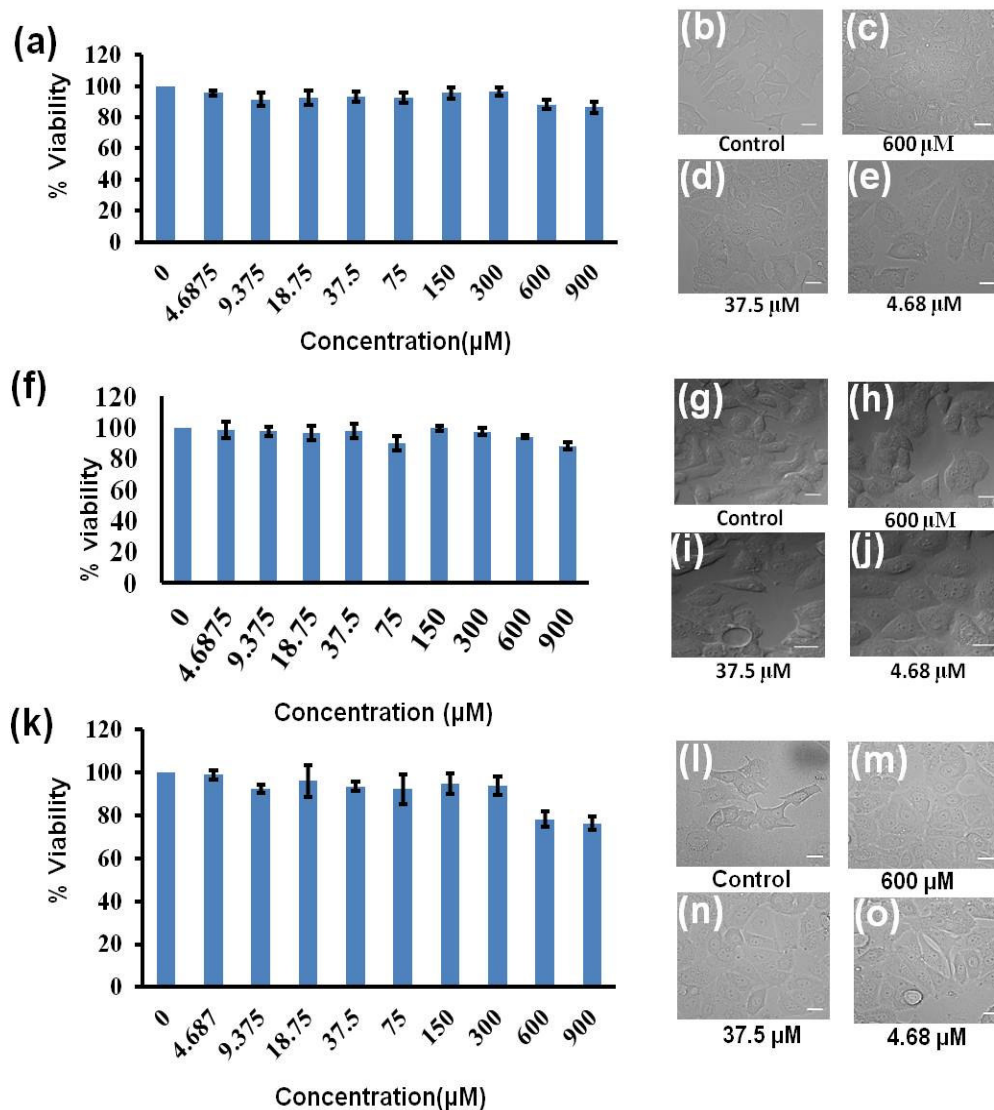 (a)
120
100
80
60
40
20
0
% Viability
0 4.6875 9.375 18.75 37.5 75 150 300 600 900
Concentration(µM)
(b) (c)
Control 600 µM
(d) (e)
37.5 µM 4.68 µM
(f)
120
100
80
60
40
20
0
% viability
0 4.6875 9.375 18.75 37.5 75 150 300 600 900
Concentration (µM)
(g) (h)
Control 600 µM
(i) (j)
37.5 µM 4.68 µM
(k)
120
100
80
60
40
20
0
% Viability
0 4.687 9.375 18.75 37.5 75 150 300 600 900
Concentration(µM)
(l) (m)
Control 600 µM
(n) (o)
37.5 µM 4.68 µM